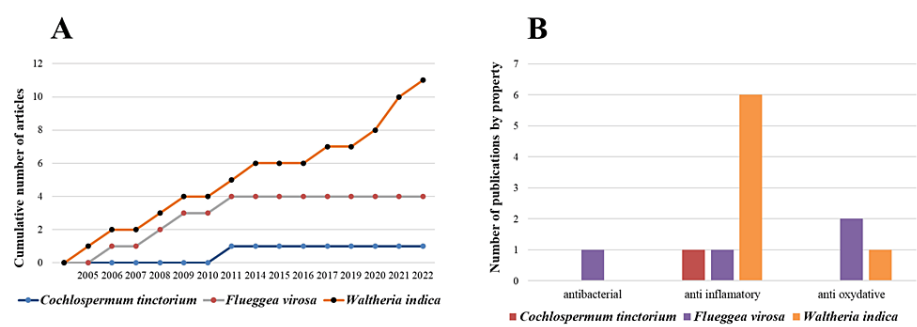 A
Cumulative number of articles
12
10
8
6
4
2
0
2005 2006 2007 2008 2009 2010 2011 2014 2015 2016 2017 2019 2020 2021 2022
Cochlospermum tinctorium Flueggea virosa Waltheria indica
B
Number of publications by property
7
6
5
4
3
2
1
0
antibacterial anti inflamatory anti oxydative
Cochlospermum tinctorium Flueggea virosa Waltheria indica